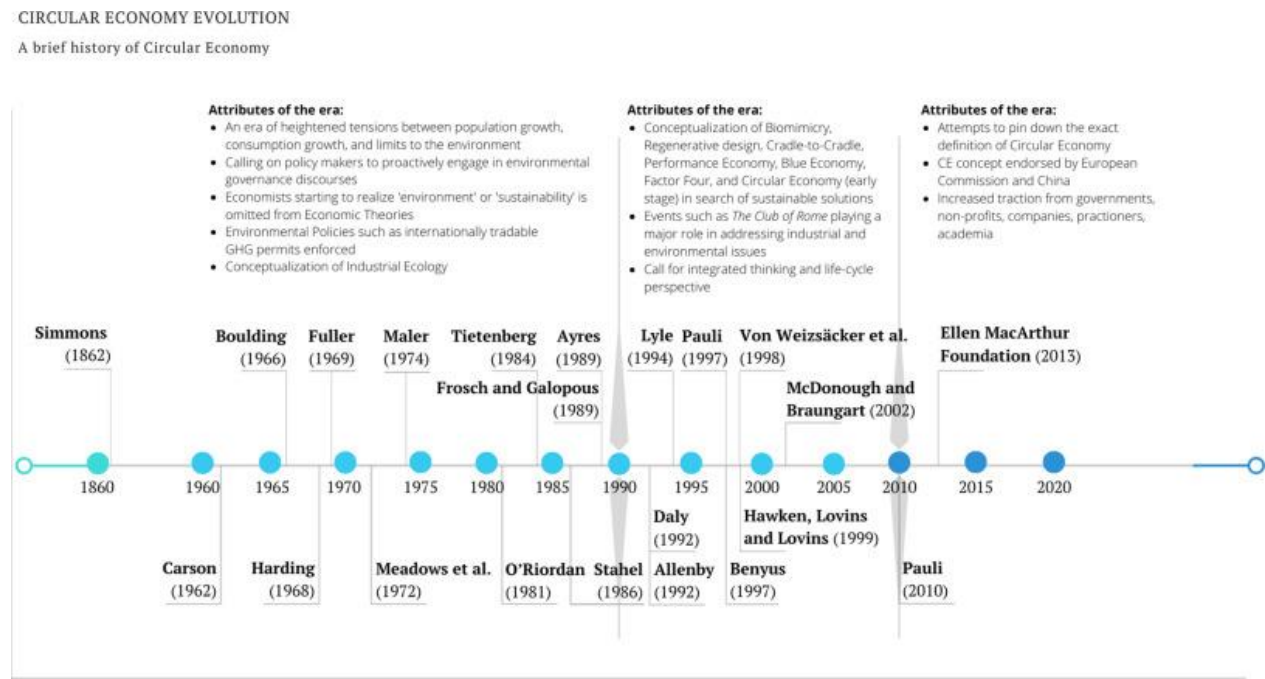 CIRCULAR ECONOMY EVOLUTION
A brief history of Circular Economy
Attributes of the era:
• An era of heightened tensions between population growth,
consumption growth, and limits to the environment
• Calling on policy makers to proactively engage in environmental
governance discourses
• Economists starting to realize 'environment' or 'sustainability' is
omitted from Economic Theories
• Environmental Policies such as internationally tradable
GHG permits enforced
• Conceptualization of Industrial Ecology
Attributes of the era:
• Conceptualization of Biomimicry,
Regenerative design, Cradle-to-Cradle,
Performance Economy, Blue Economy,
Factor Four, and Circular Economy (early
stage) in search of sustainable solutions
• Events such as The Club of Rome playing a
major role in addressing industrial and
environmental issues
• Call for integrated thinking and life-cycle
perspective
Attributes of the era:
• Attempts to pin down the exact
definition of Circular Economy
• CE concept endorsed by European
Commission and China
• Increased traction from governments,
non-profits, companies, practioners,
academia
Simmons
(1862)
Boulding
(1966)
Fuller
(1969)
Maler
(1974)
Tietenberg
(1984)
Ayres
(1989)
Frosch and Galopous
(1989)
Lyle
(1994)
Pauli
(1997)
Von Weizsäcker et al.
(1998)
McDonough and
Braungart (2002)
Ellen MacArthur
Foundation (2013)
1860 1960 1965 1970 1975 1980 1985 1990 1995 2000 2005 2010 2015 2020
Carson
(1962)
Harding
(1968)
Meadows et al.
(1972)
O'Riordan
(1981)
Stahel
(1986)
Daly
(1992)
Allenby
(1992)
Hawken, Lovins
and Lovins (1999)
Benyus
(1997)
Pauli
(2010)